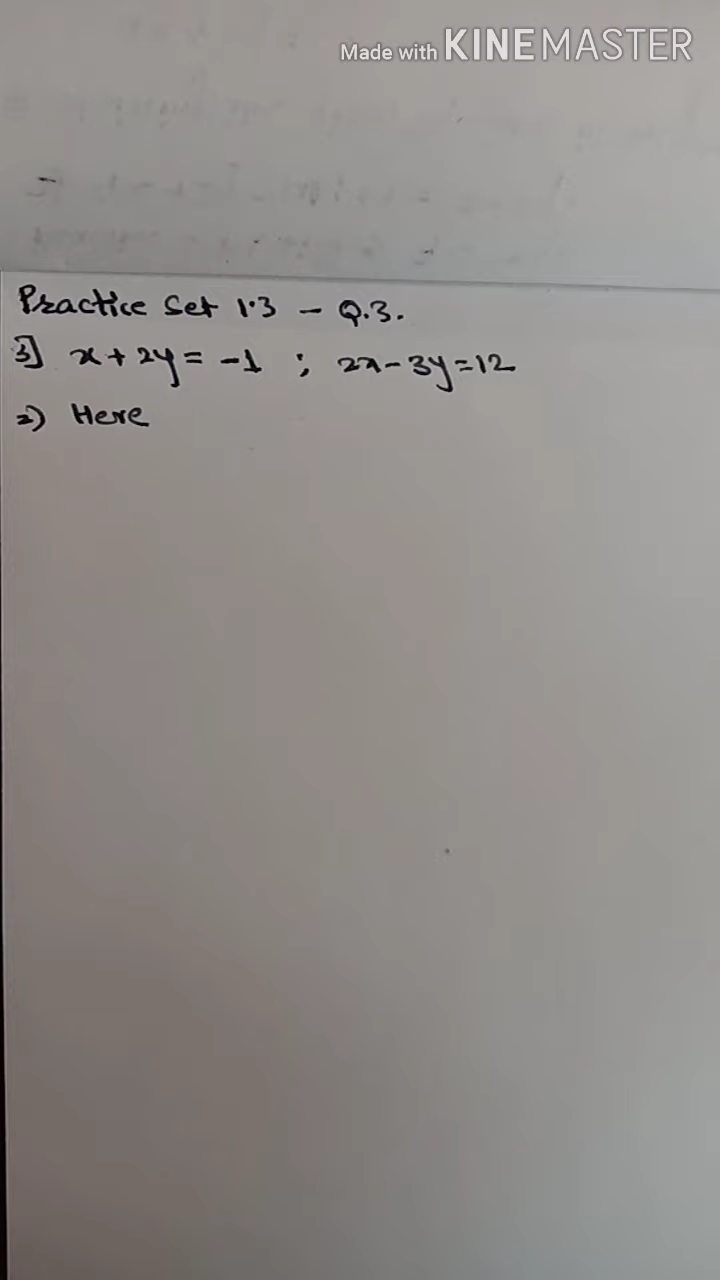 Made with KINEMASTER
Practice Set 1.3 - Q.3.
3] x + 2y = -1 ; 2x - 3y = 12
⇒) Here